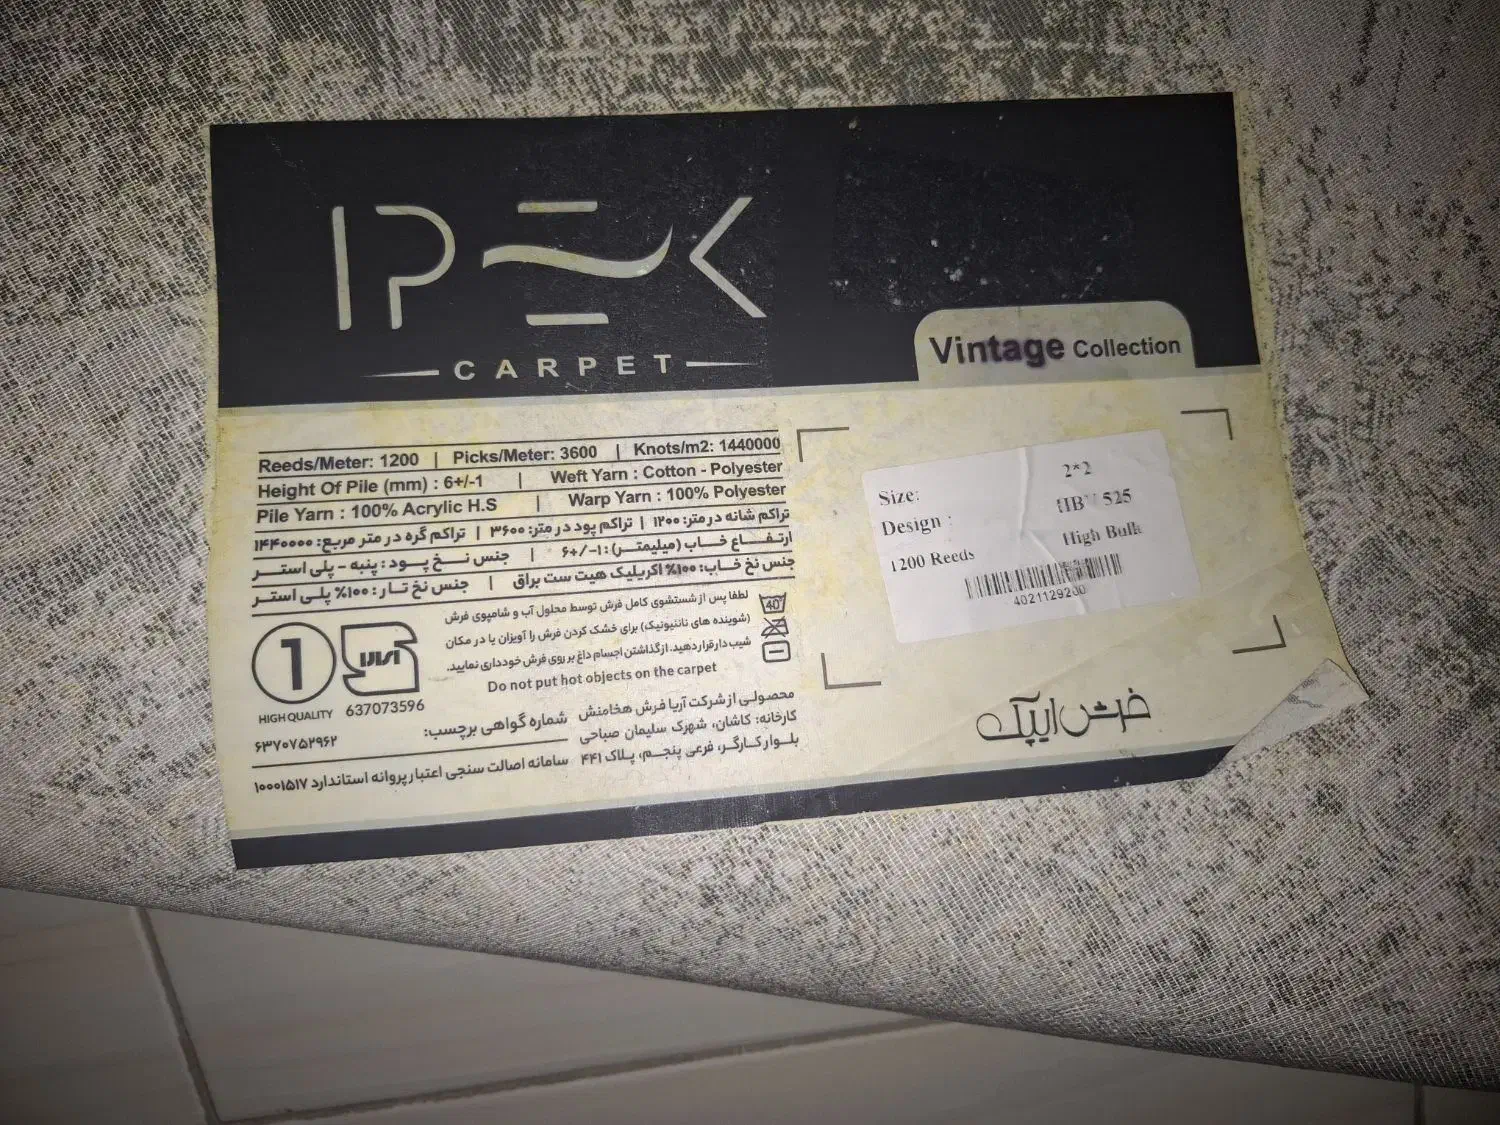 IPEK
CARPET
Vintage Collection
Reeds/Meter: 1200 | Picks/Meter: 3600 | Knots/m2: 1440000
Height Of Pile (mm) : 6+/-1 | Weft Yarn : Cotton - Polyester
Pile Yarn : 100% Acrylic H.S | Warp Yarn : 100% Polyester
تراکم شانه در متر: ۱۲۰۰ | تراکم پود در متر: ۳۶۰۰ | تراکم گره در متر مربع: ۱۴۴۰۰۰۰
ارتفاع خاب (میلیمتر): ۱-/+۶ | جنس نخ پود: پنبه - پلی استر
جنس نخ خاب: ۱۰۰٪ اکریلیک هیت ست براق | جنس نخ تار: ۱۰۰٪ پلی استر
لطفا پس از شستشوی کامل فرش توسط محلول آب و شامپوی فرش
(شوینده های نانیونیک) برای خشک کردن فرش را آویزان یا در مکان
شیب دار قرار دهید. از گذاشتن اجسام داغ بر روی فرش خودداری نمایید.
Do not put hot objects on the carpet
40°
1
HIGH QUALITY
637073596
محصولی از شرکت آریا فرش هخامنش
کارخانه: کاشان، شهرک سلیمان صباحی
بلوار کارگر، فرعی پنجم، پلاک ۴۴۱
شماره گواهی برچسب:
۶۳۷۰۷۵۲۹۶۲
سامانه اصالت سنجی اعتبار پروانه استاندارد ۱۰۰۰۱۵۱۷
Size: 2*2
Design : 525
1200 Reeds High Bulk
4021129200
فرش ایپک